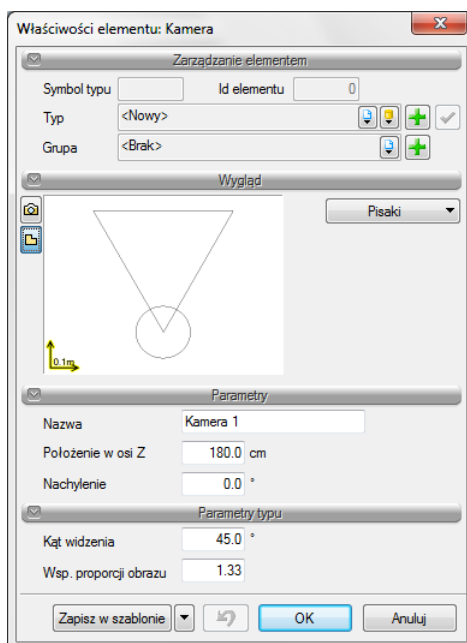 Właściwości elementu: Kamera
Zarządzanie elementem
Symbol typu Id elementu 0
Typ <Nowy>
Grupa <Brak>
Wygląd
Pisaki
0.1m
Parametry
Nazwa Kamera 1
Położenie w osi Z 180.0 cm
Nachylenie 0.0 °
Parametry typu
Kąt widzenia 45.0 °
Wsp. proporcji obrazu 1.33
Zapisz w szablonie OK Anuluj